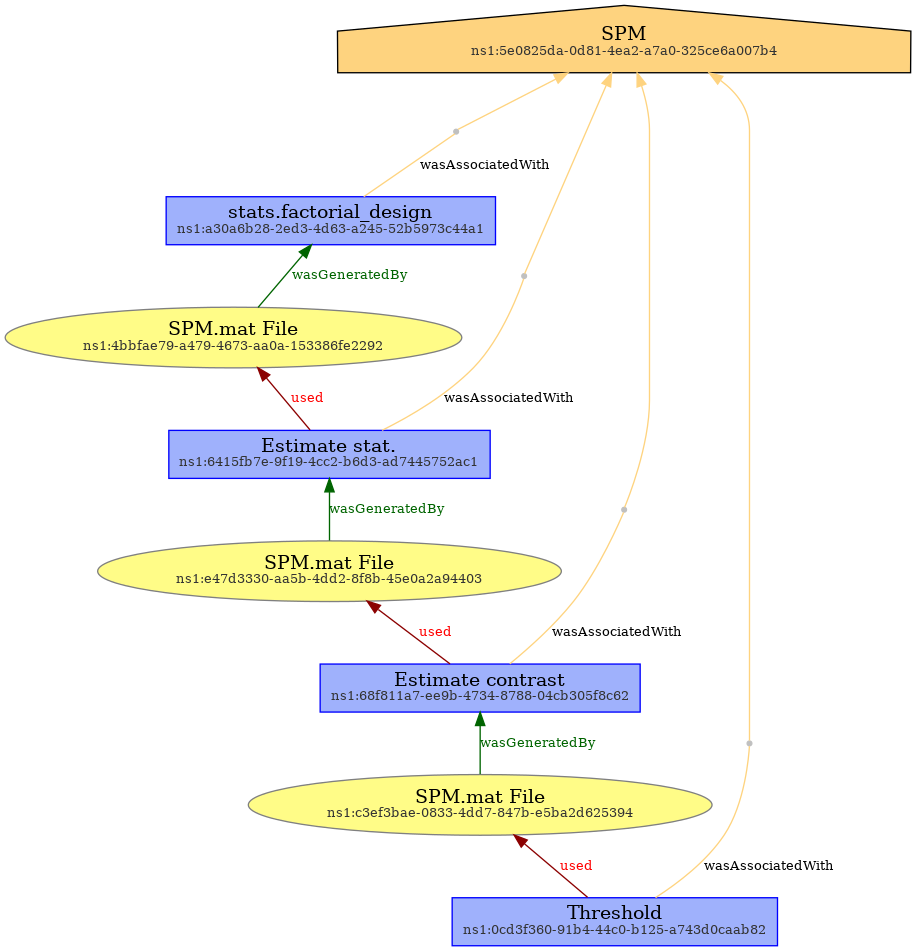 SPM
ns1:5e0825da-0d81-4ea2-a7a0-325ce6a007b4
wasAssociatedWith
stats.factorial_design
ns1:a30a6b28-2ed3-4d63-a245-52b5973c44a1
wasGeneratedBy
SPM.mat File
ns1:4bbfae79-a479-4673-aa0a-153386fe2292
used
wasAssociatedWith
Estimate stat.
ns1:6415fb7e-9f19-4cc2-b6d3-ad7445752ac1
wasGeneratedBy
SPM.mat File
ns1:e47d3330-aa5b-4dd2-8f8b-45e0a2a94403
used
wasAssociatedWith
Estimate contrast
ns1:68f811a7-ee9b-4734-8788-04cb305f8c62
wasGeneratedBy
SPM.mat File
ns1:c3ef3bae-0833-4dd7-847b-e5ba2d625394
used
wasAssociatedWith
Threshold
ns1:0cd3f360-91b4-44c0-b125-a743d0caab82